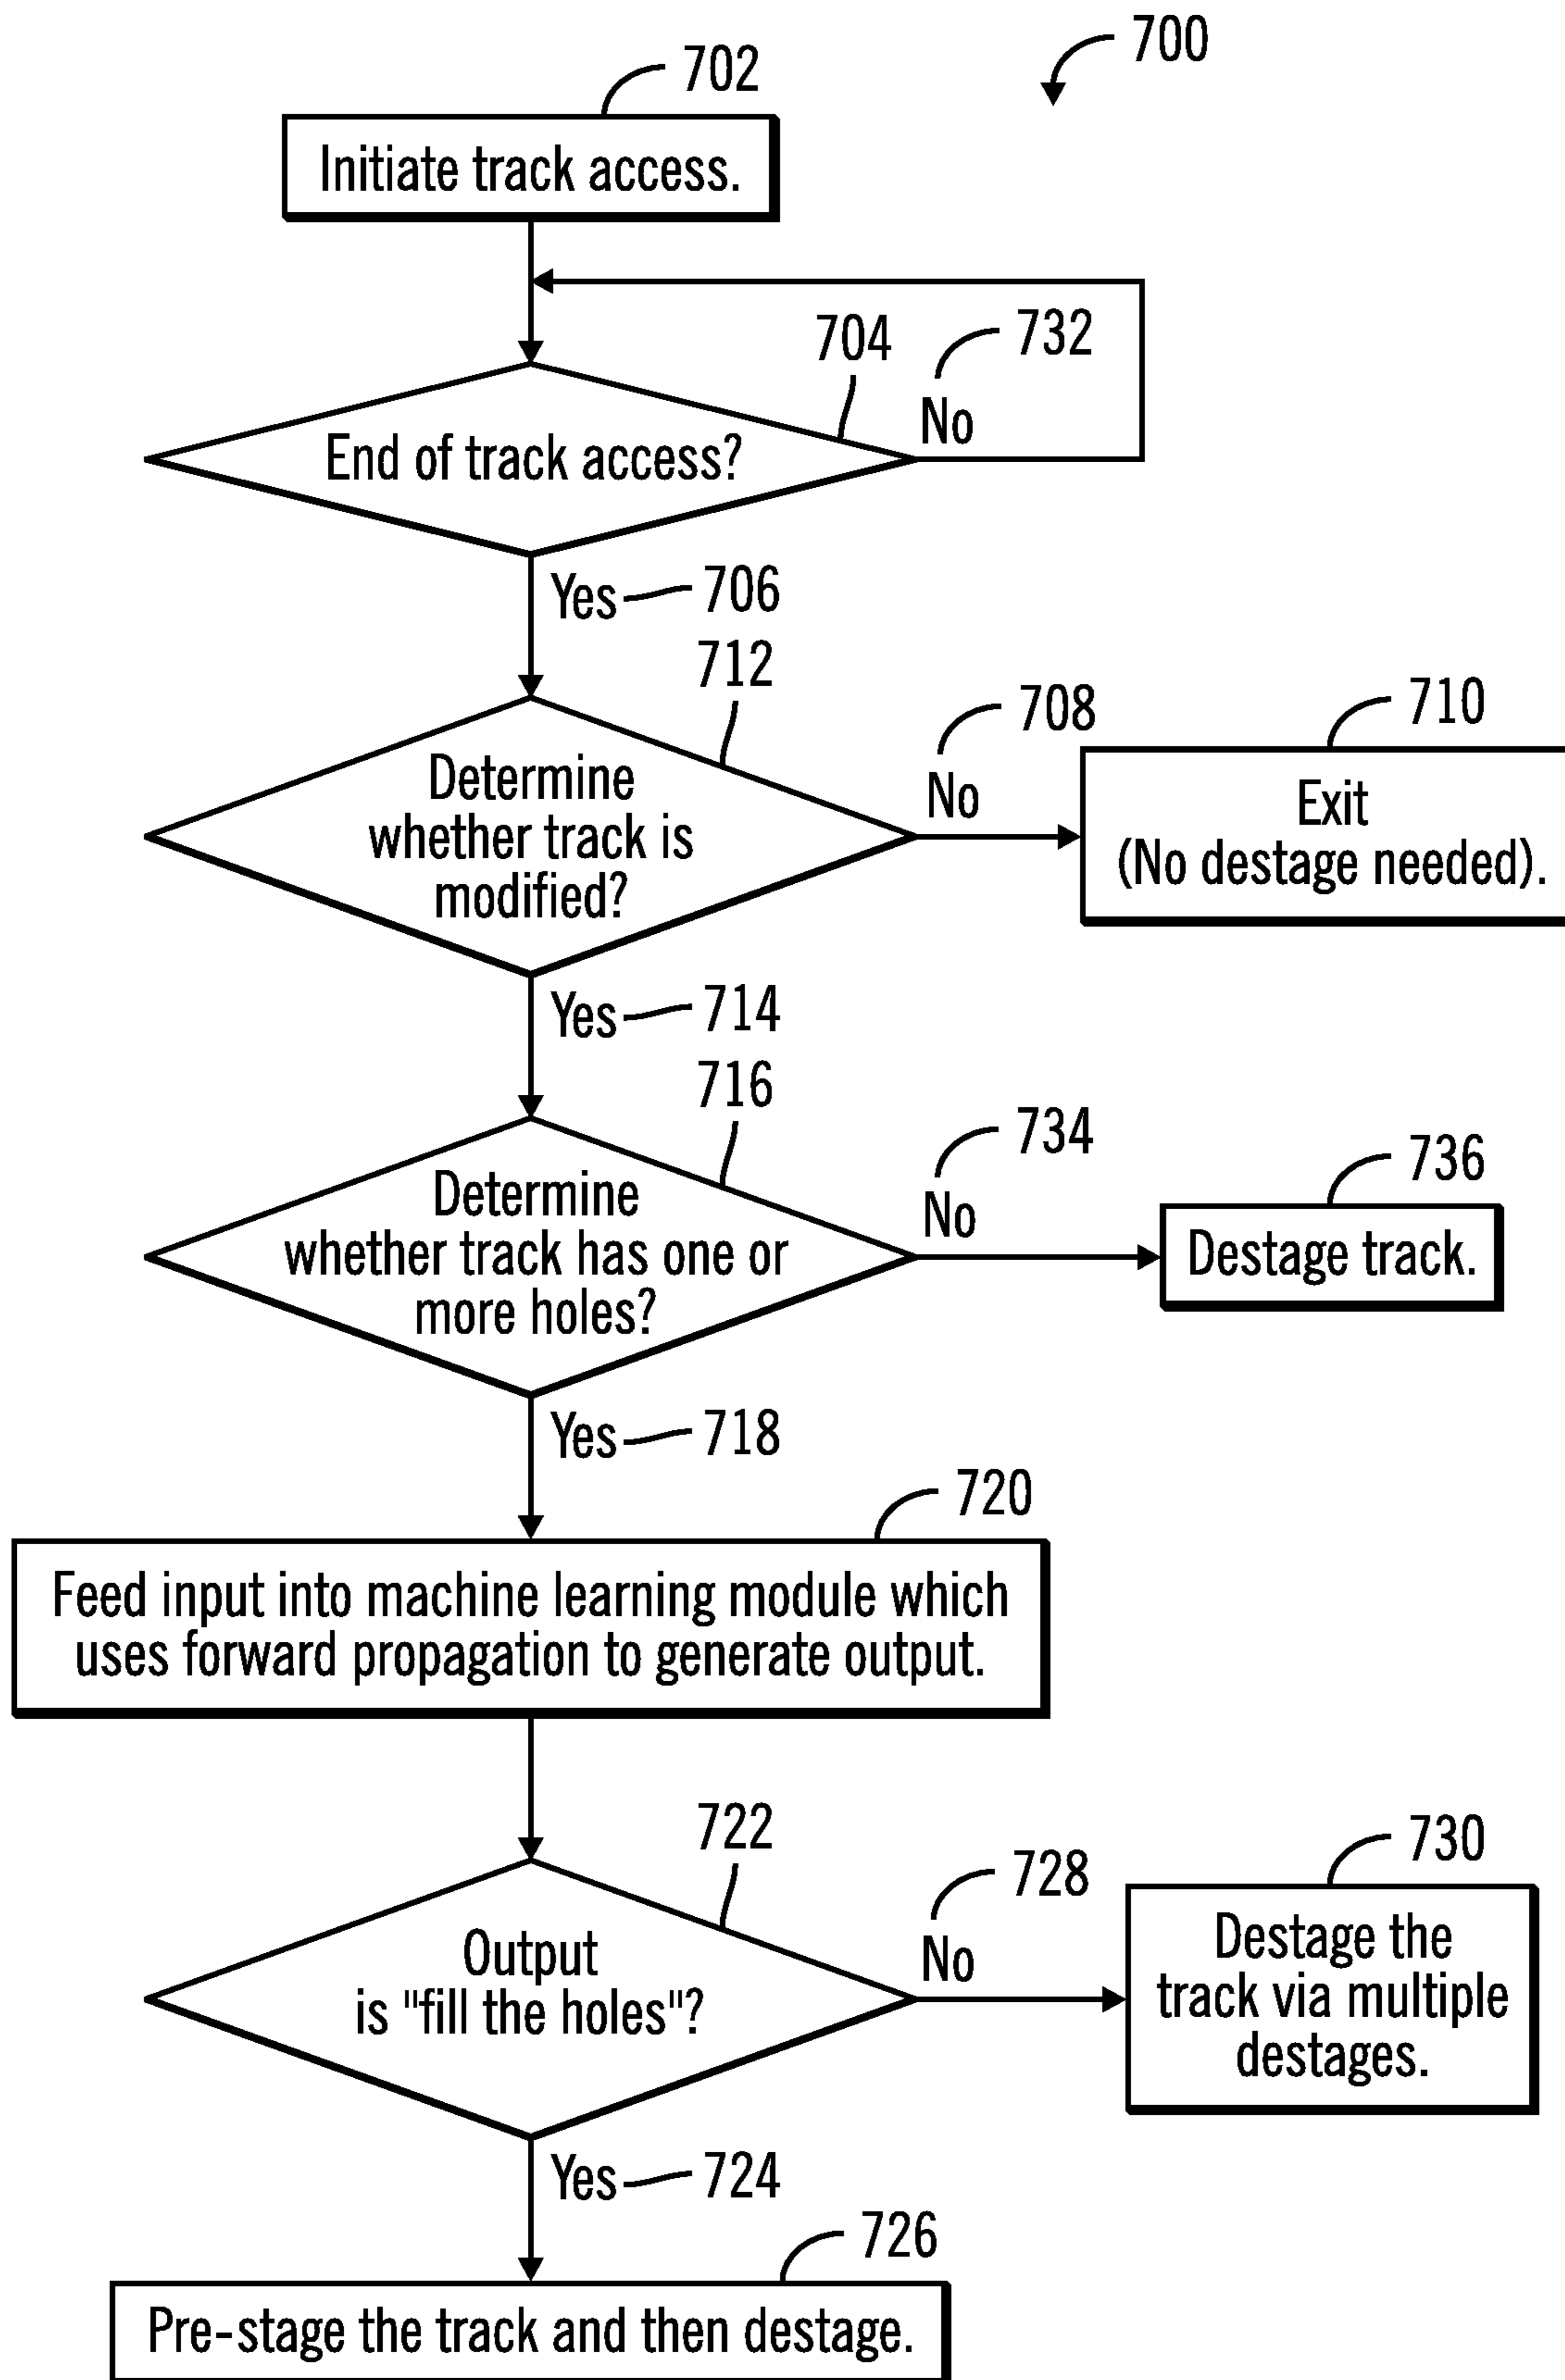 700
702
Initiate track access.
704
732
No
End of track access?
Yes
706
712
Determine
whether track is
modified?
708
No
710
Exit
(No destage needed).
Yes
714
716
Determine
whether track has one or
more holes?
734
No
736
Destage track.
Yes
718
720
Feed input into machine learning module which
uses forward propagation to generate output.
722
Output
is "fill the holes"?
728
No
730
Destage the
track via multiple
destages.
Yes
724
726
Pre-stage the track and then destage.